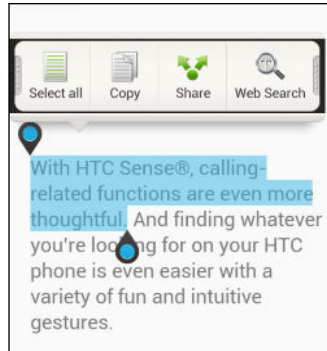 Select all Copy Share Web Search
With HTC Sense®, calling-
related functions are even more
thoughtful. And finding whatever
you're looking for on your HTC
phone is even easier with a
variety of fun and intuitive
gestures.